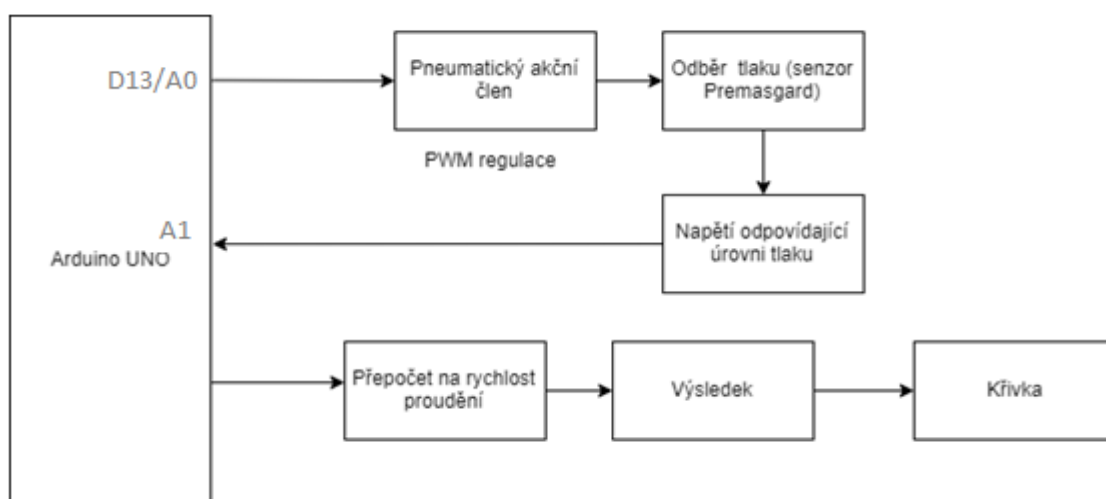 D13/A0
Pneumatický akční
člen
Odběr tlaku (senzor
Premasgard)
PWM regulace
A1
Arduino UNO
Napětí odpovídající
úrovni tlaku
Přepočet na rychlost
proudění
Výsledek
Křivka